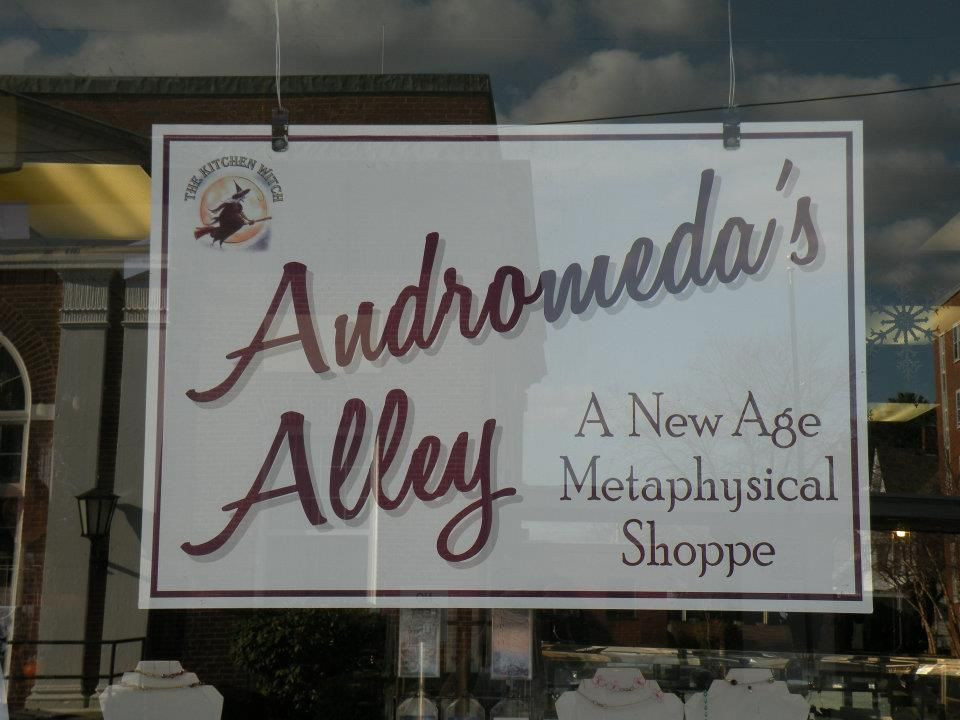 THE KITCHEN WITCH
Andromeda's
Alley
A New Age
Metaphysical
Shoppe